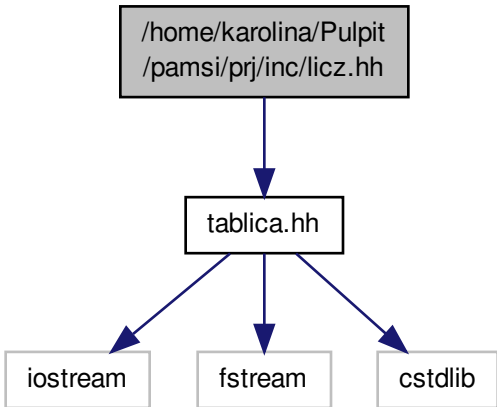 /home/karolina/Pulpit
/pamsi/prj/inc/licz.hh
tablica.hh
iostream
fstream
cstdlib